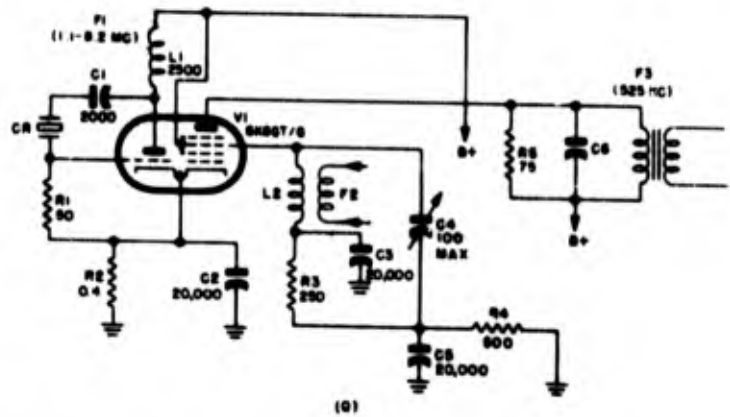 F1
(1.1-9.2 MC)
L1
2500
C1
2000
CR
V1
6K8GT/G
R1
50
R2
0.4
C2
20,000
L2
F2
C3
20,000
R3
250
C4
100
MAX
C5
20,000
R4
500
B+
R5
75
C6
B+
F3
(525 MC)